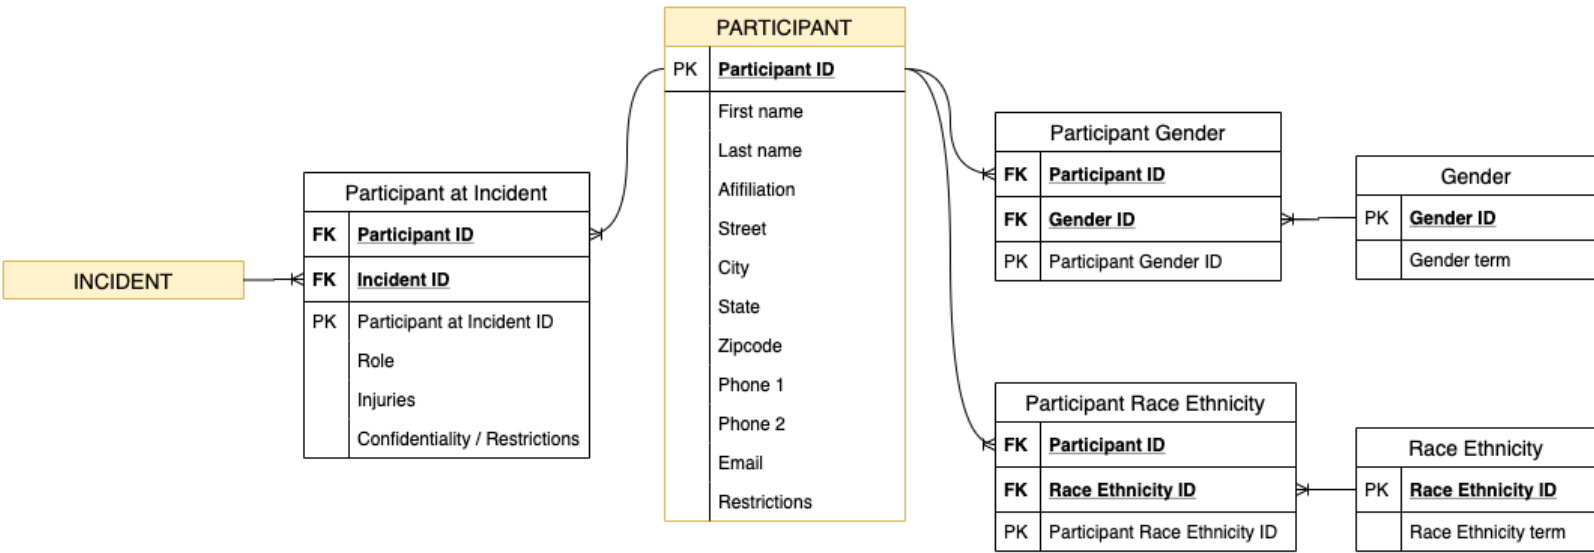 INCIDENT
Participant at Incident
FK Participant ID
FK Incident ID
PK Participant at Incident ID
Role
Injuries
Confidentiality / Restrictions
PARTICIPANT
PK Participant ID
First name
Last name
Afifiliation
Street
City
State
Zipcode
Phone 1
Phone 2
Email
Restrictions
Participant Gender
FK Participant ID
FK Gender ID
PK Participant Gender ID
Gender
PK Gender ID
Gender term
Participant Race Ethnicity
FK Participant ID
FK Race Ethnicity ID
PK Participant Race Ethnicity ID
Race Ethnicity
PK Race Ethnicity ID
Race Ethnicity term